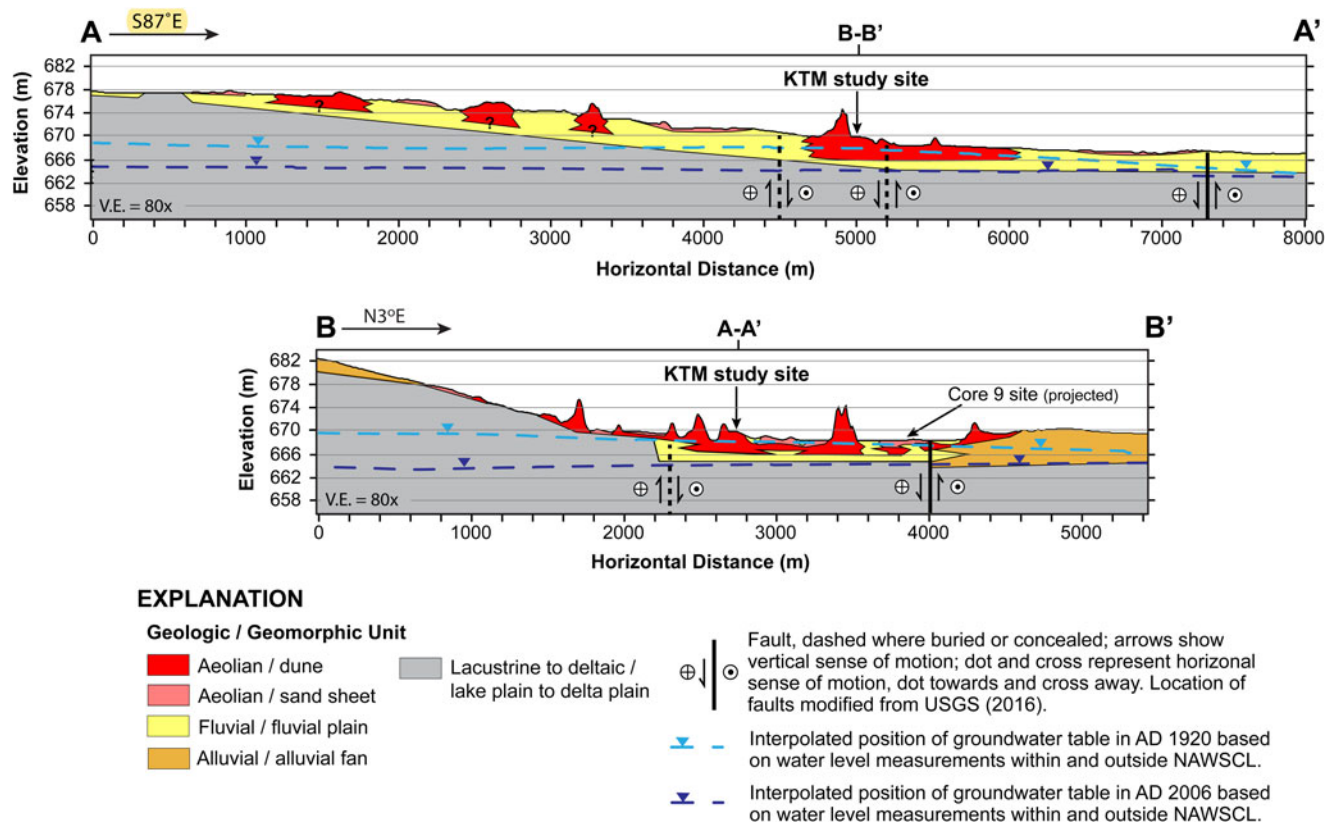 A
S87°E
B-B'
A'
KTM study site
Elevation (m)
682
678
674
670
666
662
658
?
?
?
V.E. = 80x
0 1000 2000 3000 4000 5000 6000 7000 8000
Horizontal Distance (m)
B
N3°E
A-A'
B'
KTM study site
Core 9 site (projected)
Elevation (m)
682
678
674
670
666
662
658
V.E. = 80x
0 1000 2000 3000 4000 5000
Horizontal Distance (m)
EXPLANATION
Geologic / Geomorphic Unit
Aeolian / dune
Aeolian / sand sheet
Fluvial / fluvial plain
Alluvial / alluvial fan
Lacustrine to deltaic /
lake plain to delta plain
Fault, dashed where buried or concealed; arrows show
vertical sense of motion; dot and cross represent horizonal
sense of motion, dot towards and cross away. Location of
faults modified from USGS (2016).
Interpolated position of groundwater table in AD 1920 based
on water level measurements within and outside NAWSCL.
Interpolated position of groundwater table in AD 2006 based
on water level measurements within and outside NAWSCL.